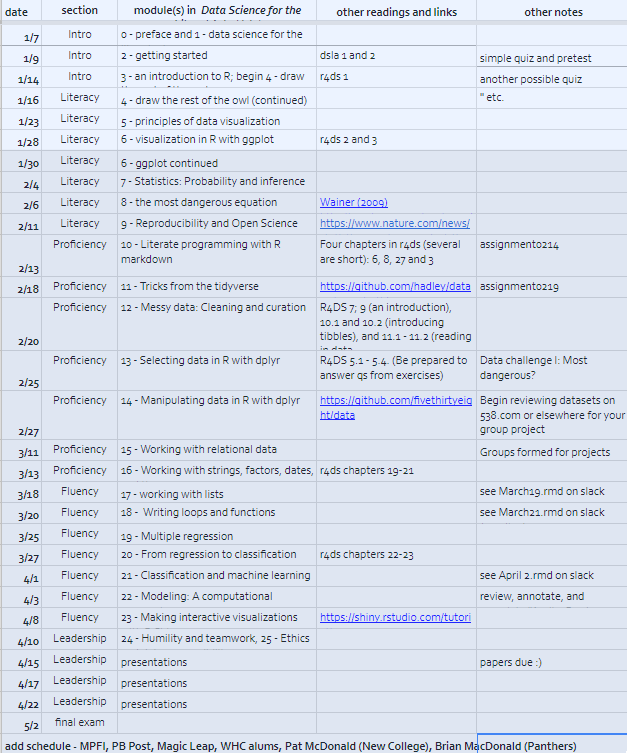 date section module(s) in Data Science for the other readings and links other notes
1/7 Intro 0 - preface and 1 - data science for the
1/9 Intro 2 - getting started dsla 1 and 2 simple quiz and pretest
1/14 Intro 3 - an introduction to R; begin 4 - draw r4ds 1 another possible quiz
1/16 Literacy 4 - draw the rest of the owl (continued) " etc.
1/23 Literacy 5 - principles of data visualization
1/28 Literacy 6 - visualization in R with ggplot r4ds 2 and 3
1/30 Literacy 6 - ggplot continued
2/4 Literacy 7 - Statistics: Probability and inference
2/6 Literacy 8 - the most dangerous equation Wainer (2009)
2/11 Literacy 9 - Reproducibility and Open Science https://www.nature.com/news/
Proficiency 10 - Literate programming with R Four chapters in r4ds (several assignment0214
2/13 markdown are short): 6, 8, 27 and 3
2/18 Proficiency 11 - Tricks from the tidyverse https://github.com/hadley/data assignment0219
Proficiency 12 - Messy data: Cleaning and curation R4DS 7; 9 (an introduction),
10.1 and 10.2 (introducing
2/20 tibbles), and 11.1 - 11.2 (reading
in data
Proficiency 13 - Selecting data in R with dplyr R4DS 5.1 - 5.4. (Be prepared to Data challenge I: Most
2/25 answer qs from exercises) dangerous?
Proficiency 14 - Manipulating data in R with dplyr https://github.com/fivethirtyeig Begin reviewing datasets on
ht/data 538.com or elsewhere for your
2/27 group project
3/11 Proficiency 15 - Working with relational data Groups formed for projects
3/13 Proficiency 16 - Working with strings, factors, dates, r4ds chapters 19-21
3/18 Fluency 17 - working with lists see March19.rmd on slack
3/20 Fluency 18 - Writing loops and functions see March21.rmd on slack
3/25 Fluency 19 - Multiple regression
3/27 Fluency 20 - From regression to classification r4ds chapters 22-23
4/1 Fluency 21 - Classification and machine learning see April 2.rmd on slack
4/3 Fluency 22 - Modeling: A computational review, annotate, and
4/8 Fluency 23 - Making interactive visualizations https://shiny.rstudio.com/tutori
4/10 Leadership 24 - Humility and teamwork, 25 - Ethics
4/15 Leadership presentations papers due :)
4/17 Leadership presentations
4/22 Leadership presentations
5/2 final exam
add schedule - MPFI, PB Post, Magic Leap, WHC alums, Pat McDonald (New College), Brian MacDonald (Panthers)